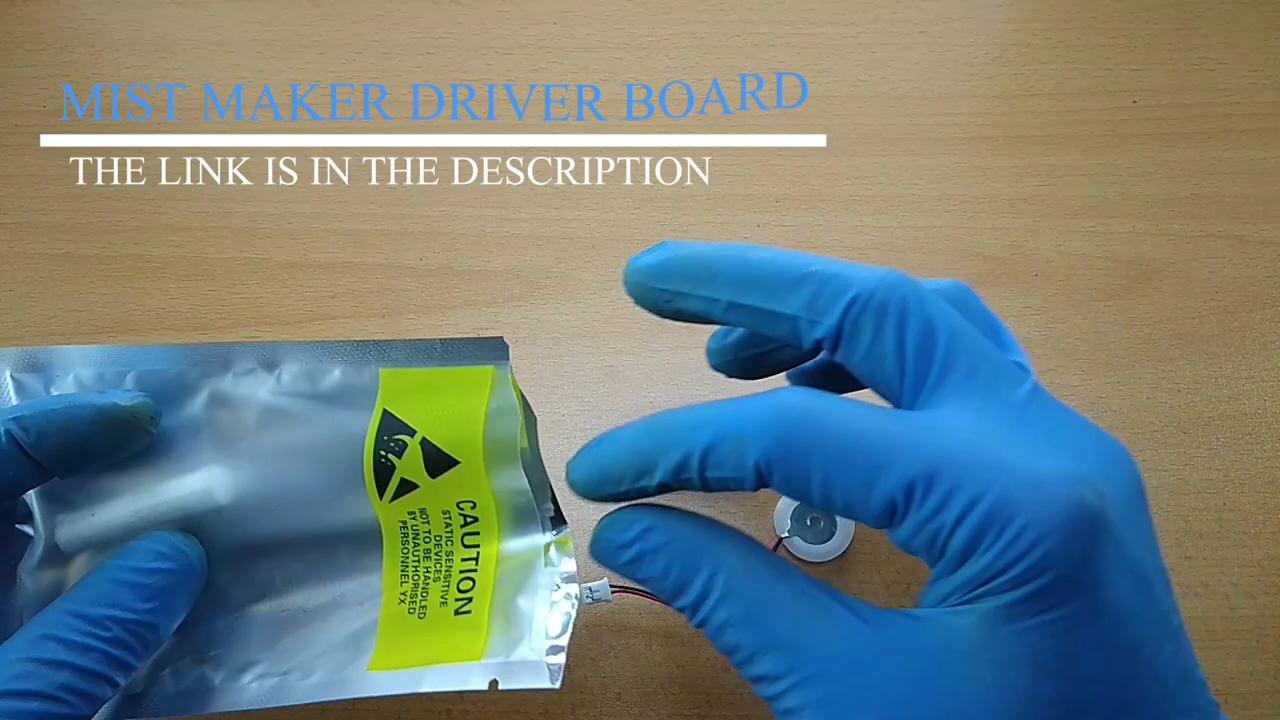 MIST MAKER DRIVER BOARD
THE LINK IS IN THE DESCRIPTION
CAUTION
STATIC SENSITIVE
DEVICES
NOT TO BE HANDLED
BY UNAUTHORISED
PERSONNEL YX